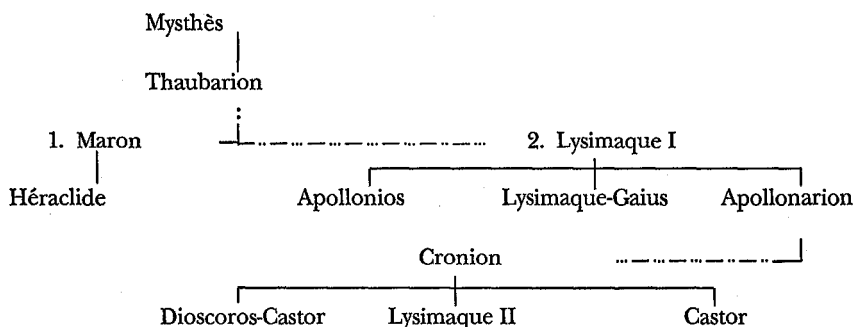 Mysthès
Thaubarion
1. Maron 2. Lysimaque I
Héraclide Apollonios Lysimaque-Gaius Apollonarion
Cronion
Dioscoros-Castor Lysimaque II Castor